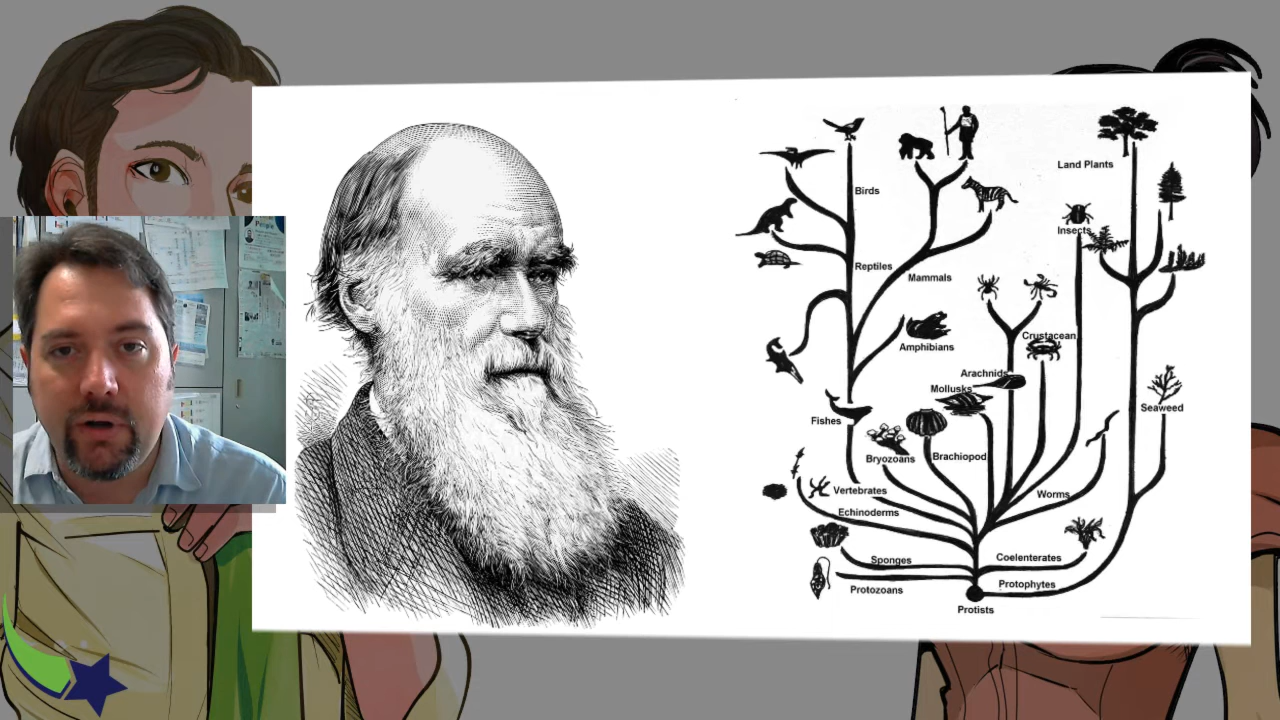 Birds
Land Plants
Insects
Reptiles
Mammals
Crustacean
Amphibians
Arachnids
Mollusks
Seaweed
Fishes
Bryozoans
Brachiopod
Vertebrates
Worms
Echinoderms
Sponges
Coelenterates
Protozoans
Protophytes
Protists
People